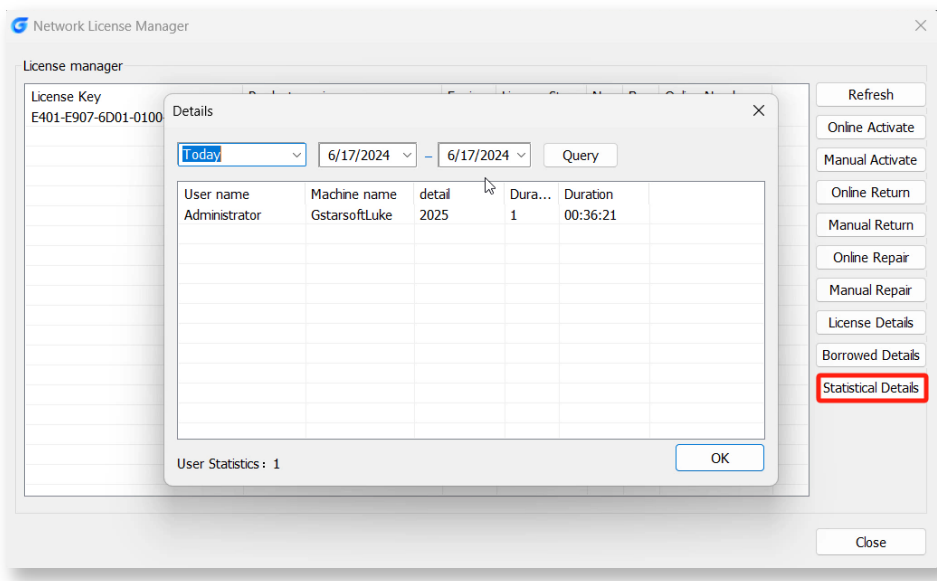 Network License Manager
License manager
License Key
E401-E907-6D01-0100-
Details
Today 6/17/2024 – 6/17/2024 Query
User name Machine name detail Dura... Duration
Administrator GstarsoftLuke 2025 1 00:36:21
User Statistics: 1
OK
Refresh
Online Activate
Manual Activate
Online Return
Manual Return
Online Repair
Manual Repair
License Details
Borrowed Details
Statistical Details
Close